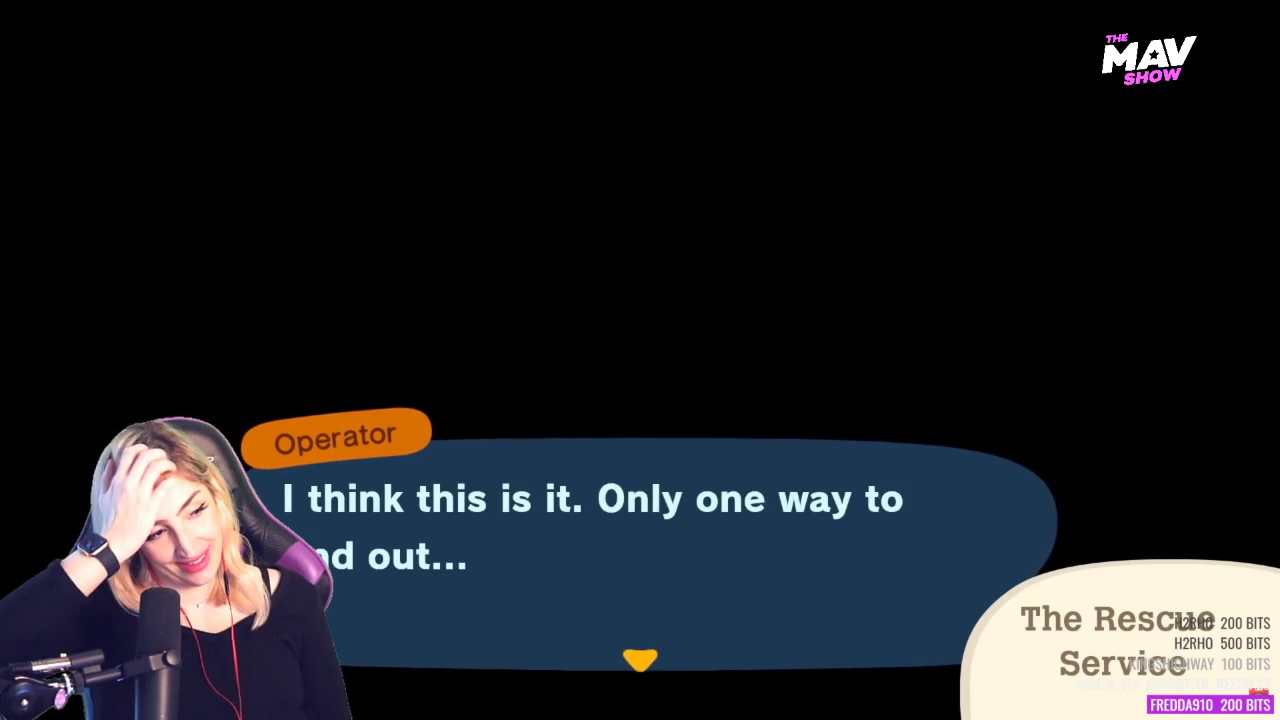 THE
MAV
SHOW
Operator
I think this is it. Only one way to
nd out...
The Rescue
Service
H2RHO 200 BITS
H2RHO 500 BITS
100 BITS
FREDDA910 200 BITS